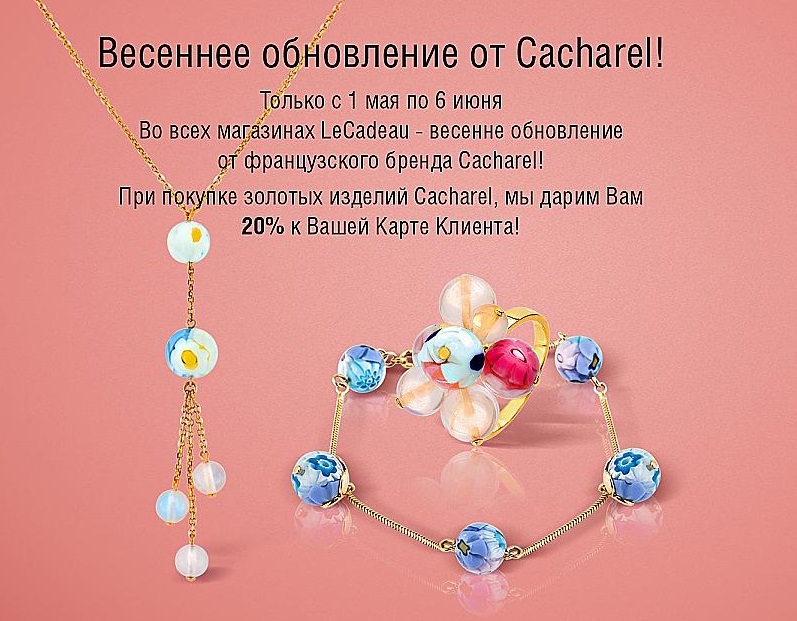 Весеннее обновление от Cacharel!
Только с 1 мая по 6 июня
Во всех магазинах LeCadeau - весенне обновление
от французского бренда Cacharel!
При покупке золотых изделий Cacharel, мы дарим Вам
20% к Вашей Карте Клиента!